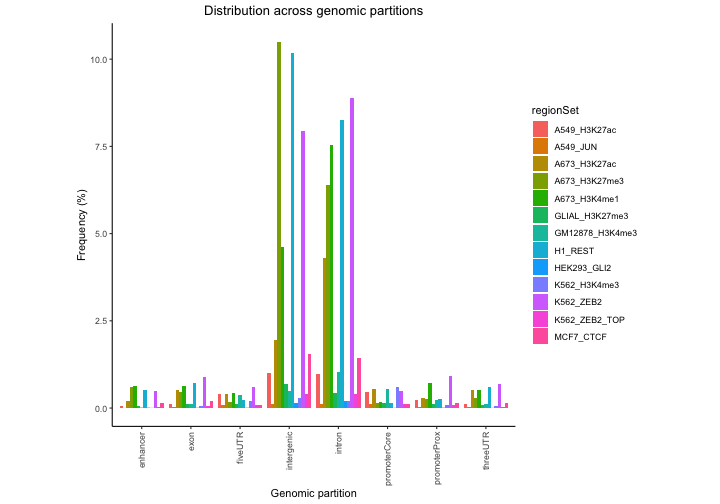 Distribution across genomic partitions
Frequency (%)
10.0
7.5
5.0
2.5
0.0
enhancer
exon
fiveUTR
intergenic
intron
promoterCore
promoterProx
threeUTR
Genomic partition
regionSet
A549_H3K27ac
A549_JUN
A673_H3K27ac
A673_H3K27me3
A673_H3K4me1
GLIAL_H3K27me3
GM12878_H3K4me3
H1_REST
HEK293_GLI2
K562_H3K4me3
K562_ZEB2
K562_ZEB2_TOP
MCF7_CTCF